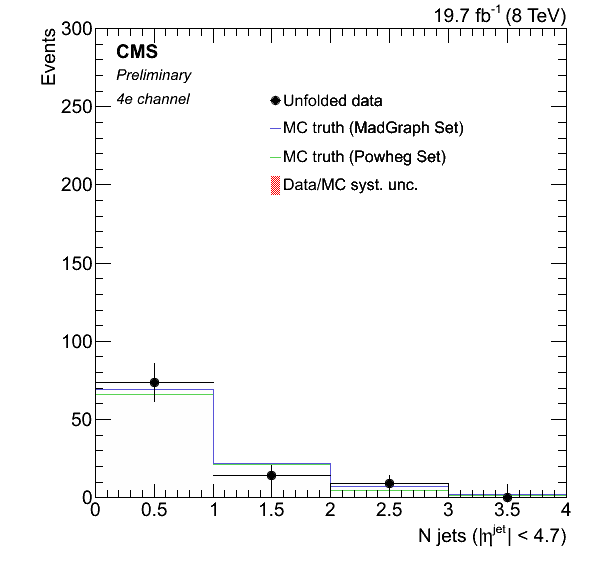 19.7 fb⁻¹ (8 TeV)
Events
300
250
200
150
100
50
0
CMS
Preliminary
4e channel
Unfolded data
MC truth (MadGraph Set)
MC truth (Powheg Set)
Data/MC syst. unc.
0 0.5 1 1.5 2 2.5 3 3.5 4
N jets (|ηʲᵉᵗ| < 4.7)